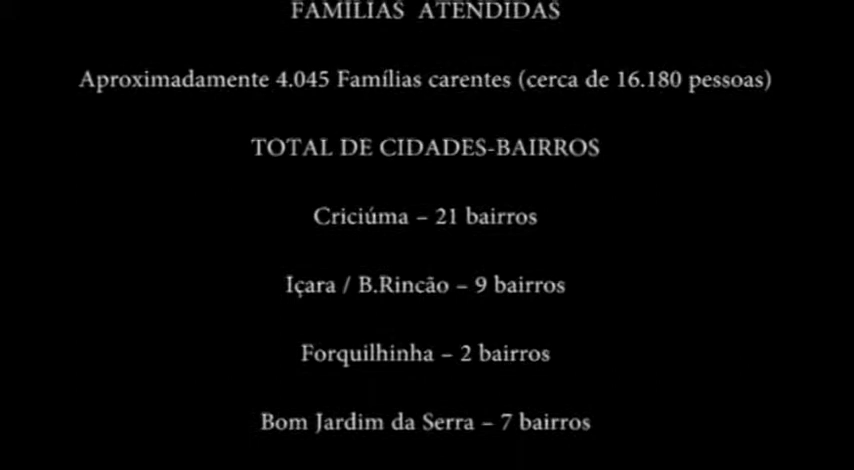 FAMÍLIAS ATENDIDAS
Aproximadamente 4.045 Famílias carentes (cerca de 16.180 pessoas)
TOTAL DE CIDADES-BAIRROS
Criciúma – 21 bairros
Içara / B.Rincão – 9 bairros
Forquilhinha – 2 bairros
Bom Jardim da Serra – 7 bairros